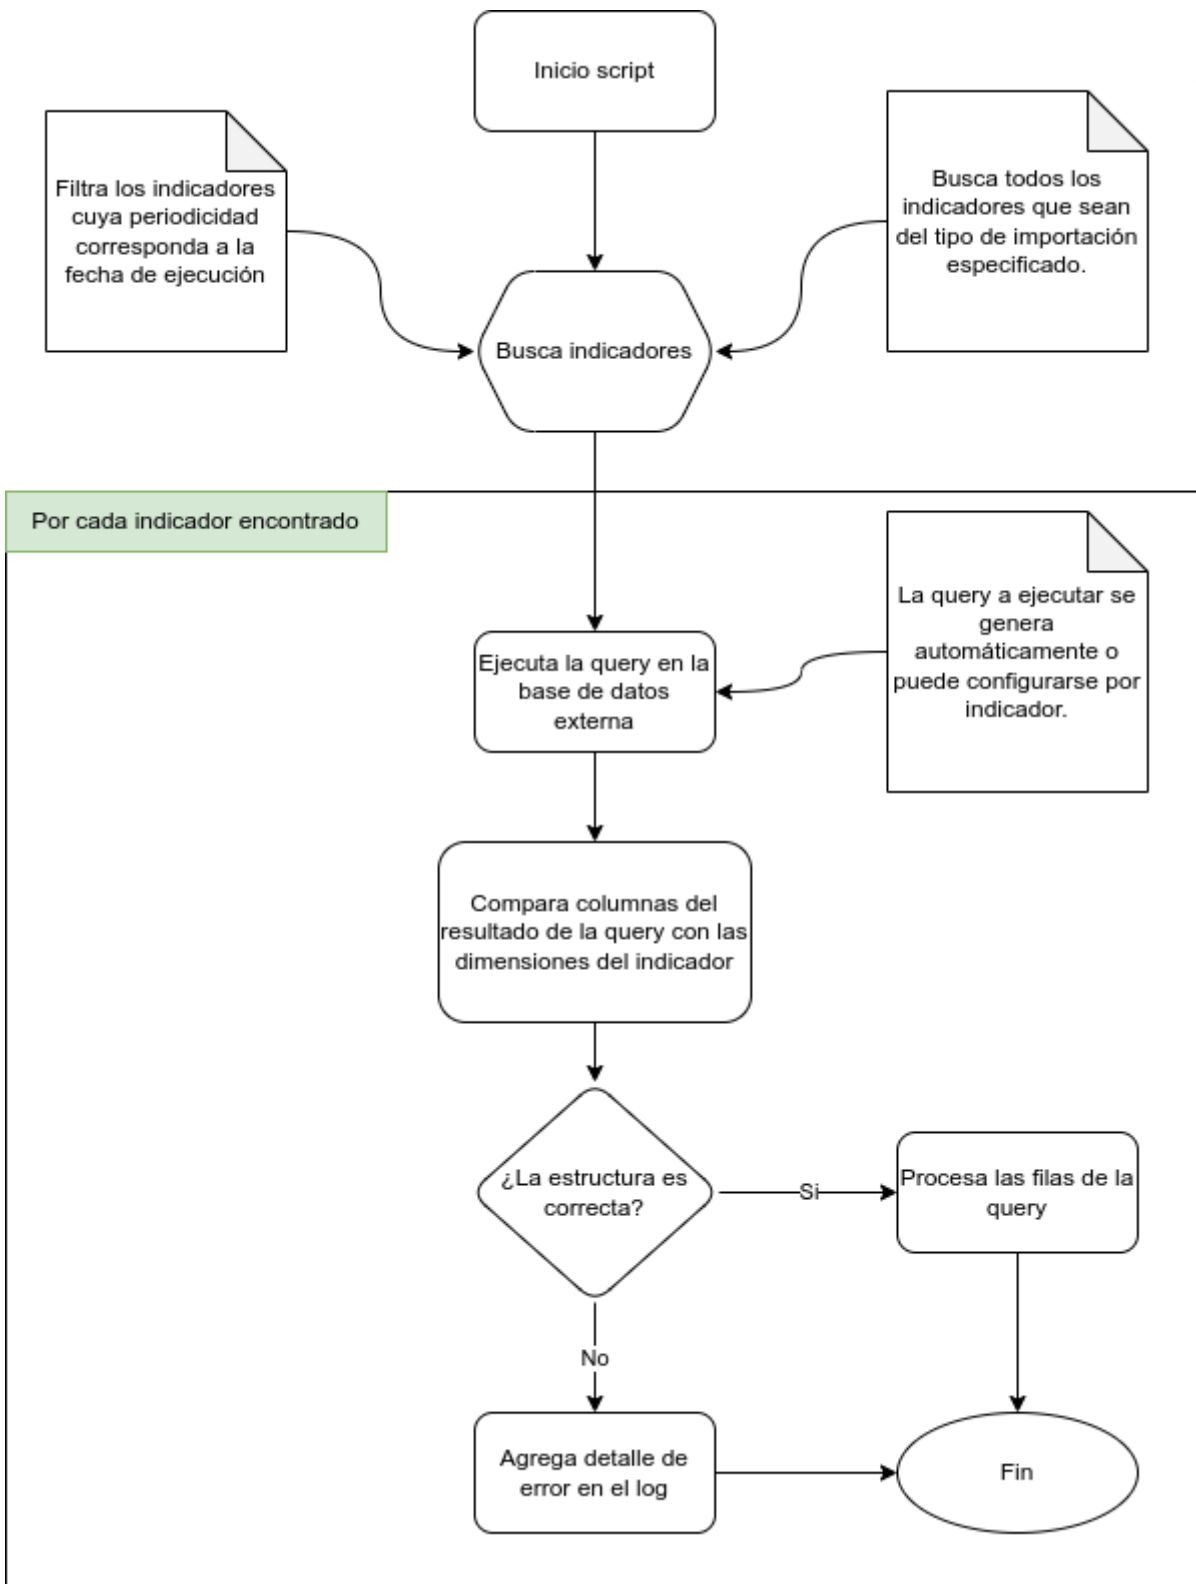 Inicio script
Filtra los indicadores
cuya periodicidad
corresponda a la
fecha de ejecución
Busca todos los
indicadores que sean
del tipo de importación
especificado.
Busca indicadores
Por cada indicador encontrado
La query a ejecutar se
genera
automáticamente o
puede configurarse por
indicador.
Ejecuta la query en la
base de datos
externa
Compara columnas del
resultado de la query con las
dimensiones del indicador
¿La estructura es
correcta?
Si
Procesa las filas de la
query
No
Agrega detalle de
error en el log
Fin